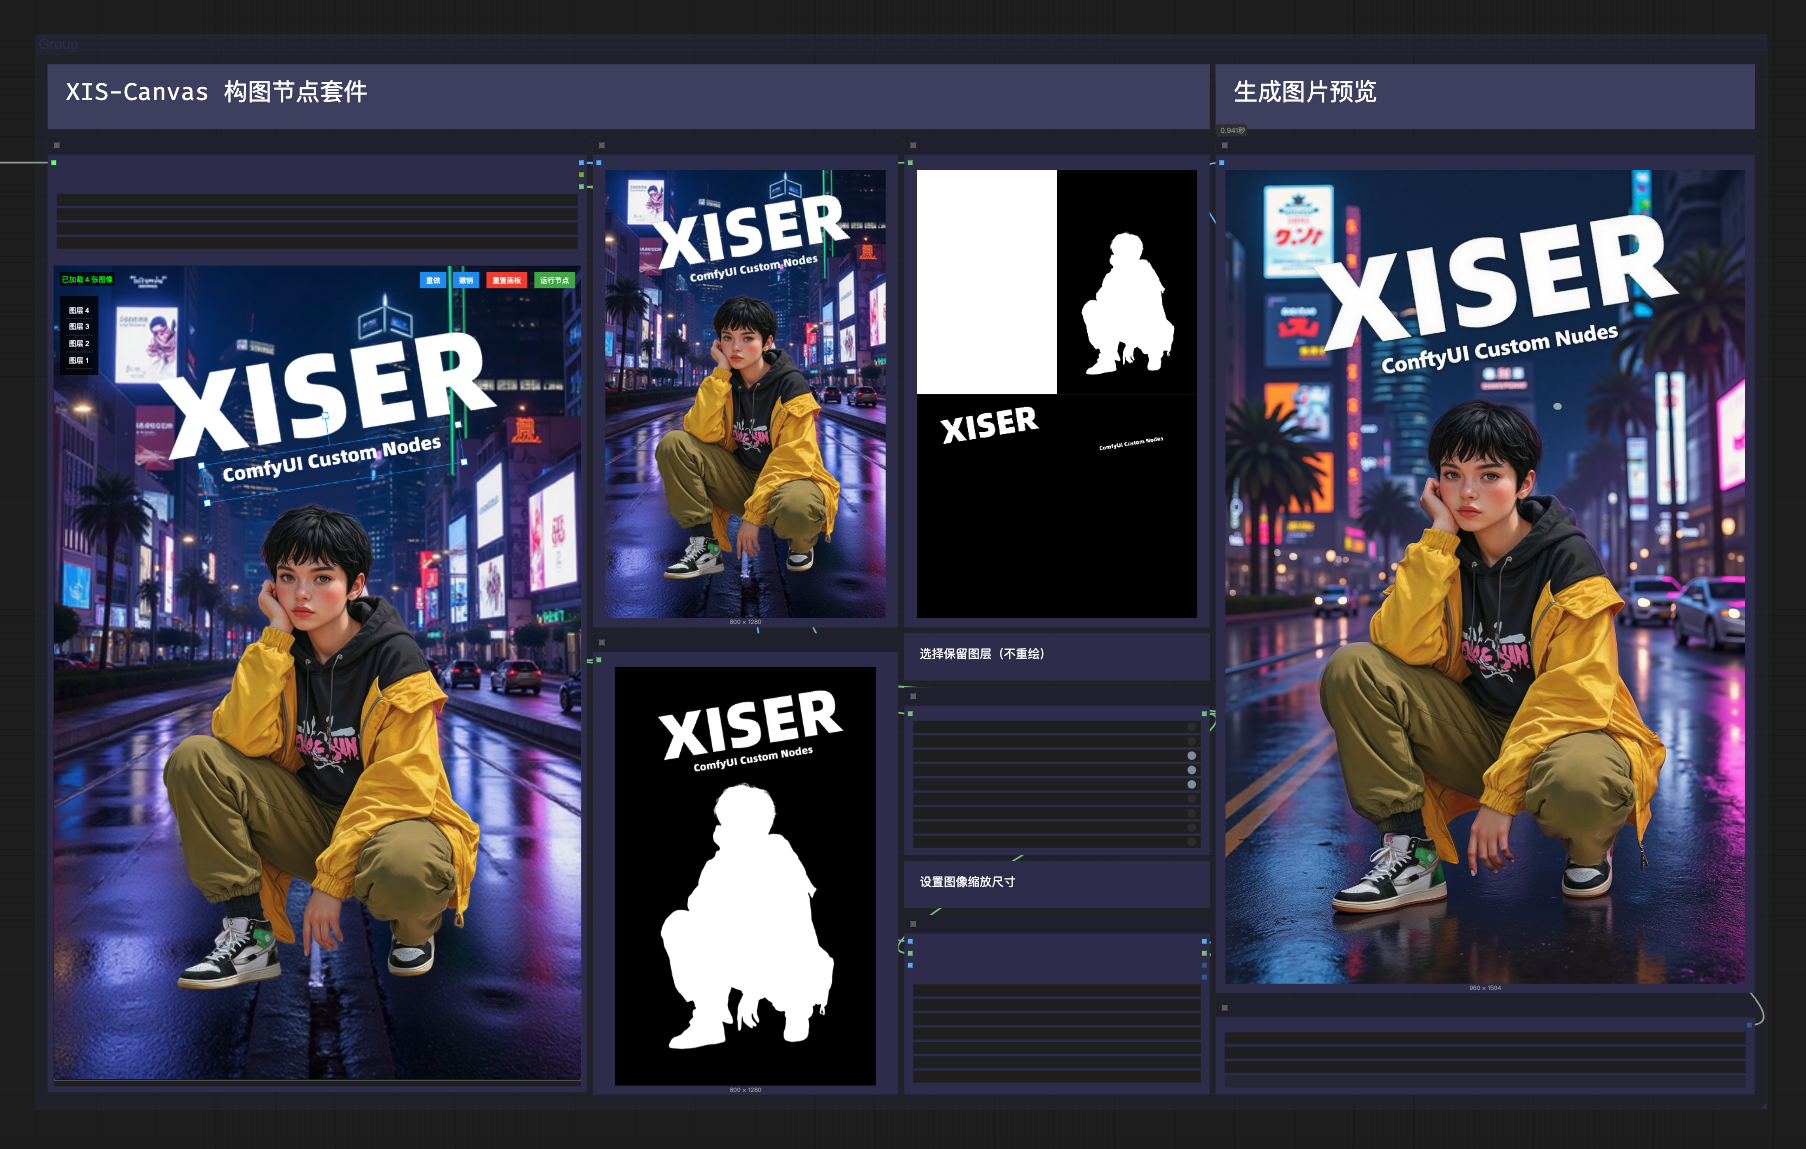 Group
XIS-Canvas 构图节点套件
生成图片预览
0.941秒
已加载 4 张图像
重做
撤销
重置画板
运行节点
图层 4
图层 3
图层 2
图层 1
XISER
ComfyUI Custom Nodes
XISER
ComfyUI Custom Nodes
800 × 1280
XISER
ComfyUI Custom Nodes
800 × 1280
XISER
ComfyUI Custom Nodes
选择保留图层（不重绘）
设置图像缩放尺寸
XISER
ConftyUI Custom Nudes
960 × 1504